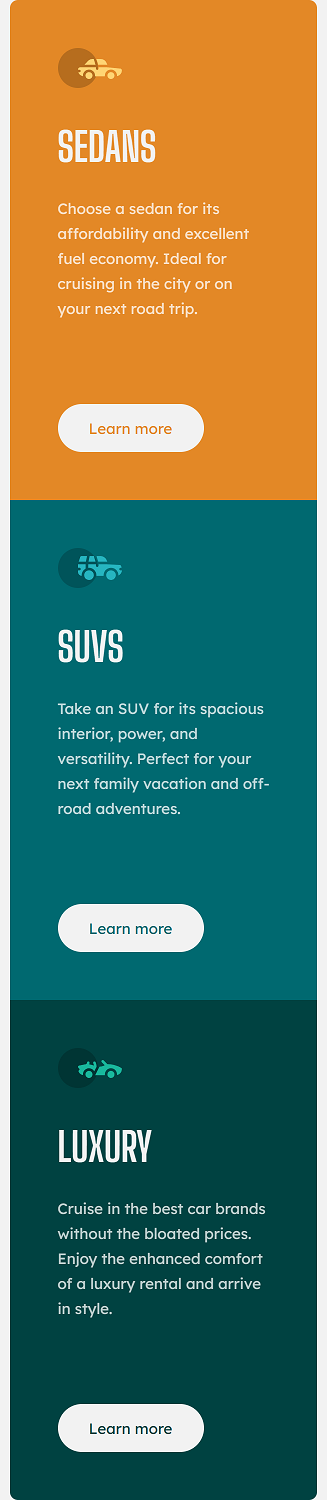 SEDANS
Choose a sedan for its
affordability and excellent
fuel economy. Ideal for
cruising in the city or on
your next road trip.
Learn more
SUVS
Take an SUV for its spacious
interior, power, and
versatility. Perfect for your
next family vacation and off-
road adventures.
Learn more
LUXURY
Cruise in the best car brands
without the bloated prices.
Enjoy the enhanced comfort
of a luxury rental and arrive
in style.
Learn more